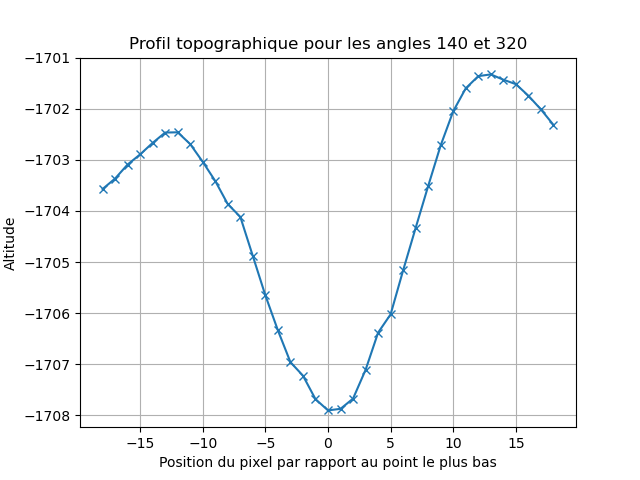 Profil topographique pour les angles 140 et 320
−1701
−1702
−1703
−1704
−1705
−1706
−1707
−1708
Altitude
−15 −10 −5 0 5 10 15
Position du pixel par rapport au point le plus bas